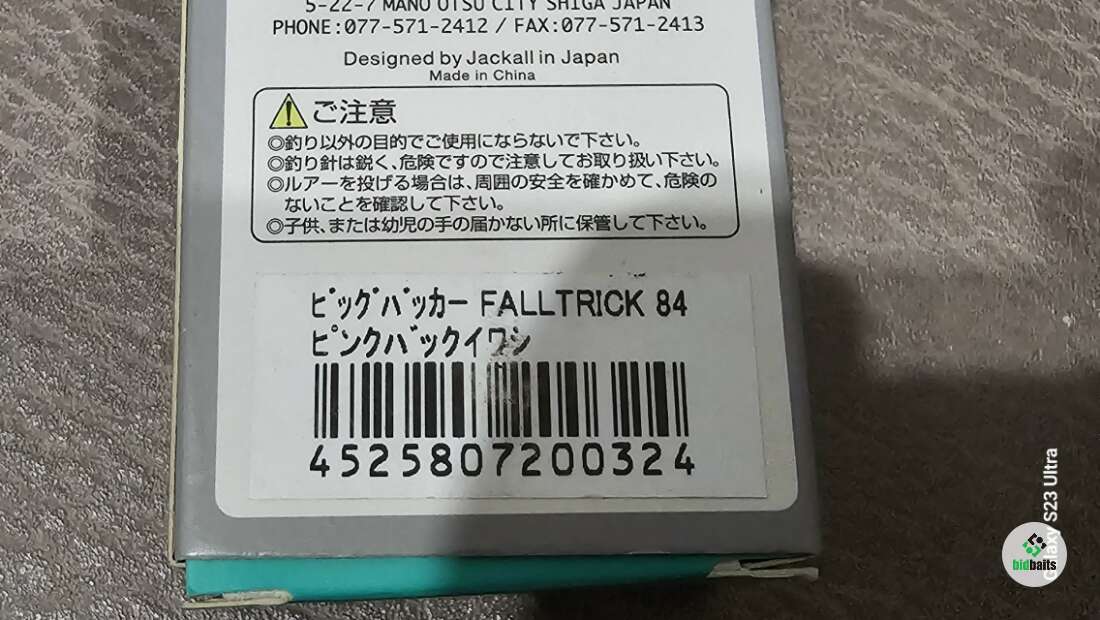 5-22-7 MANO OTSU CITY SHIGA JAPAN
PHONE:077-571-2412 / FAX:077-571-2413
Designed by Jackall in Japan
Made in China
ご注意
◎釣り以外の目的でご使用にならないで下さい。
◎釣り針は鋭く、危険ですので注意してお取り扱い下さい。
◎ルアーを投げる場合は、周囲の安全を確かめて、危険の
ないことを確認して下さい。
◎子供、または幼児の手の届かない所に保管して下さい。
ﾋﾞｯｸﾞﾊﾞｯｶｰ FALLTRICK 84
ﾋﾟﾝｸﾊﾞｯｸｲﾜｼ
4525807200324
Galaxy S23 Ultra
bidbaits